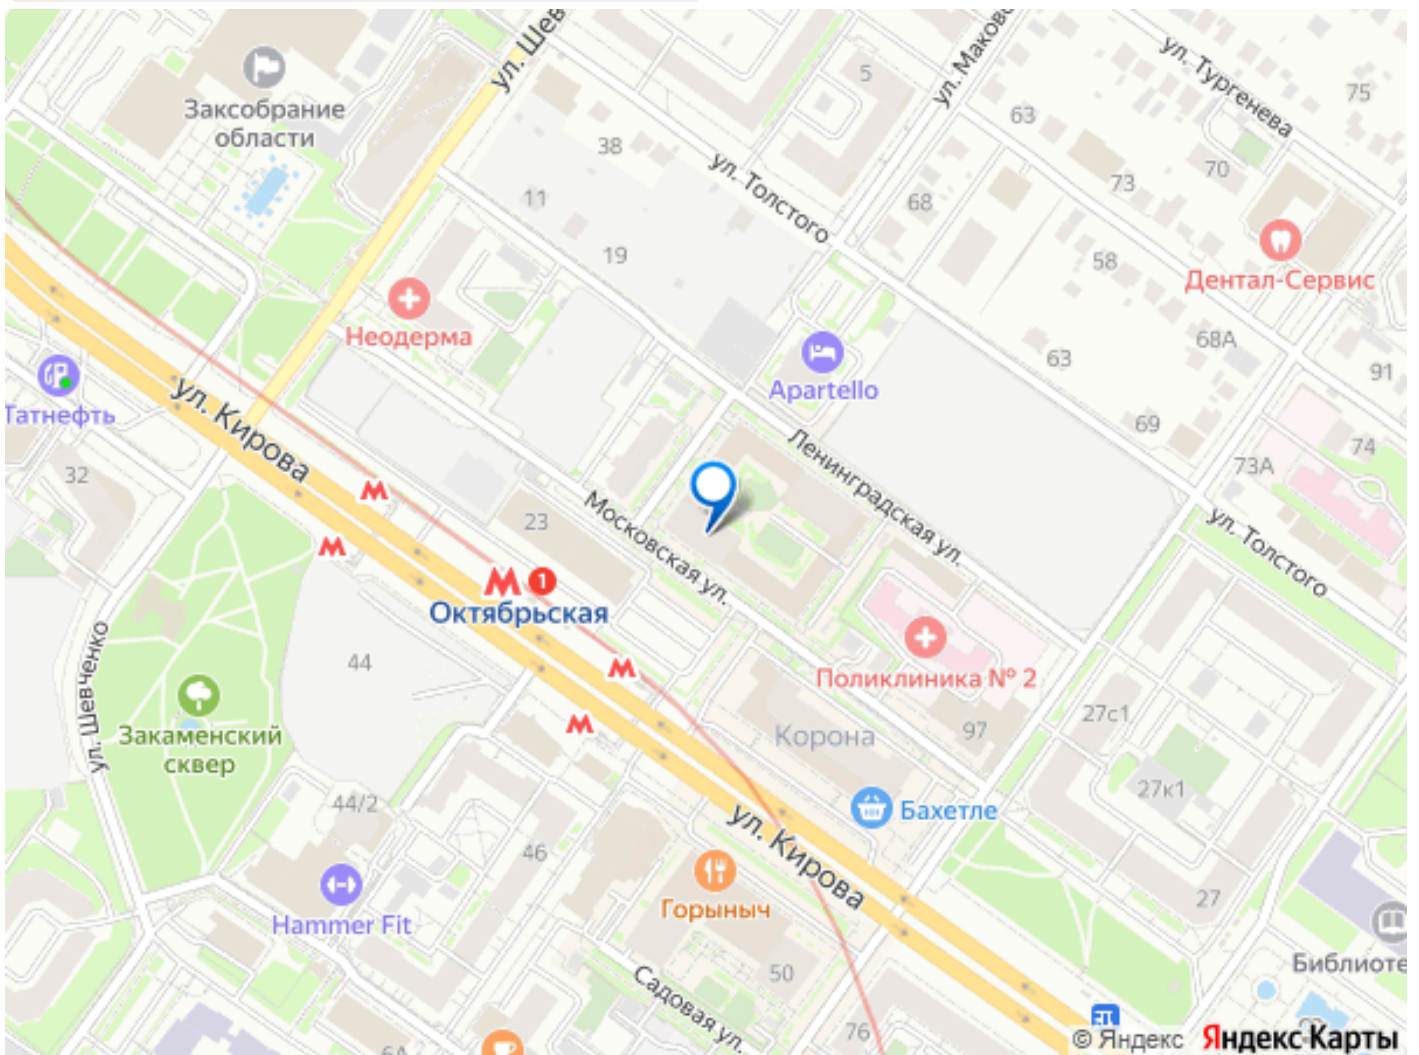 ул. Шев
ул. Маковс
ул. Тургенева
75
5
63
Заксобрание
области
38
ул. Толстого
70
73
11
68
19
58
Дентал-Сервис
Неодерма
68А
63
91
Apartello
Татнефть
ул. Кирова
69
Ленинградская ул.
74
73А
32
23
Московская ул.
ул. Толстого
1
Октябрьская
ул. Шевченко
44
Поликлиника № 2
27с1
97
Закаменский
сквер
Корона
27к1
44/2
Бахетле
ул. Кирова
46
27
Горыныч
Hammer Fit
50
Библиоте
Садовая ул.
76
6А
© Яндекс Яндекс Карты